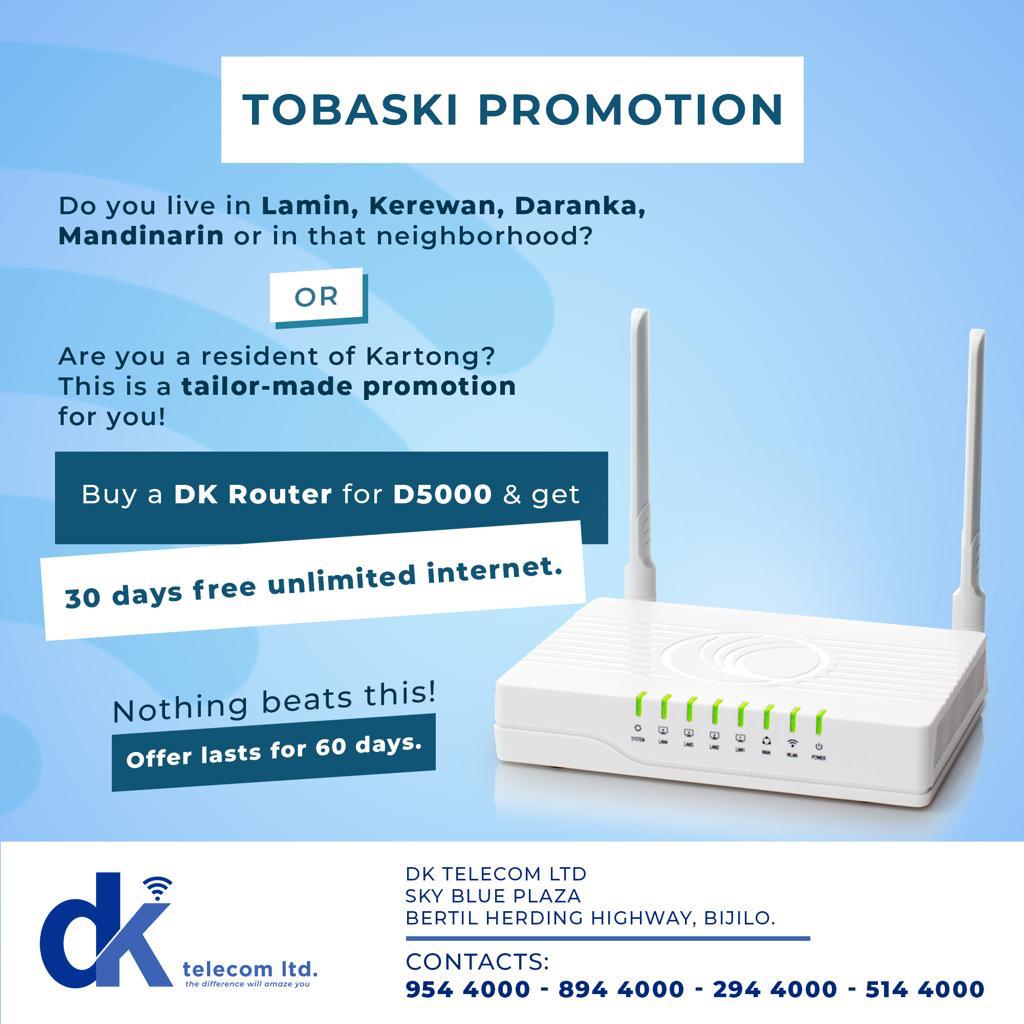 TOBASKI PROMOTION
Do you live in Lamin, Kerewan, Daranka,
Mandinarin or in that neighborhood?
OR
Are you a resident of Kartong?
This is a tailor-made promotion
for you!
Buy a DK Router for D5000 & get
30 days free unlimited internet.
Nothing beats this!
Offer lasts for 60 days.
SYSTEM LAN4 LAN3 LAN2 LAN1 WAN WLAN POWER
dk
telecom ltd.
the difference will amaze you
DK TELECOM LTD
SKY BLUE PLAZA
BERTIL HERDING HIGHWAY, BIJILO.
CONTACTS:
954 4000 - 894 4000 - 294 4000 - 514 4000